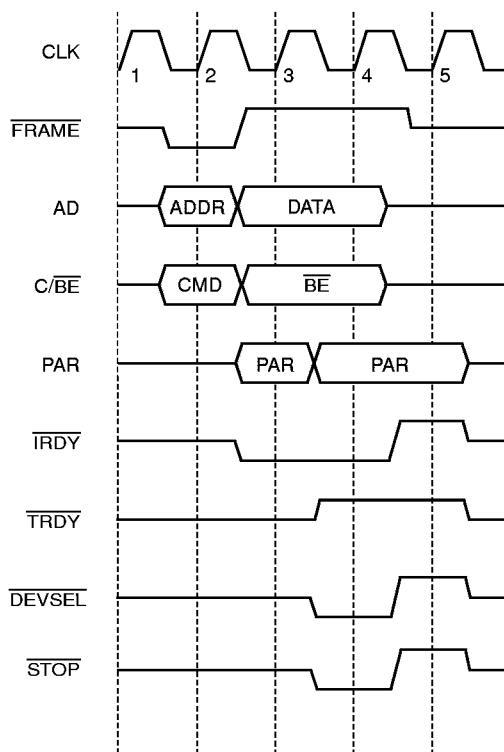 CLK
1 2 3 4 5
FRAME
AD ADDR DATA
C/BE CMD BE
PAR PAR PAR
IRDY
TRDY
DEVSEL
STOP